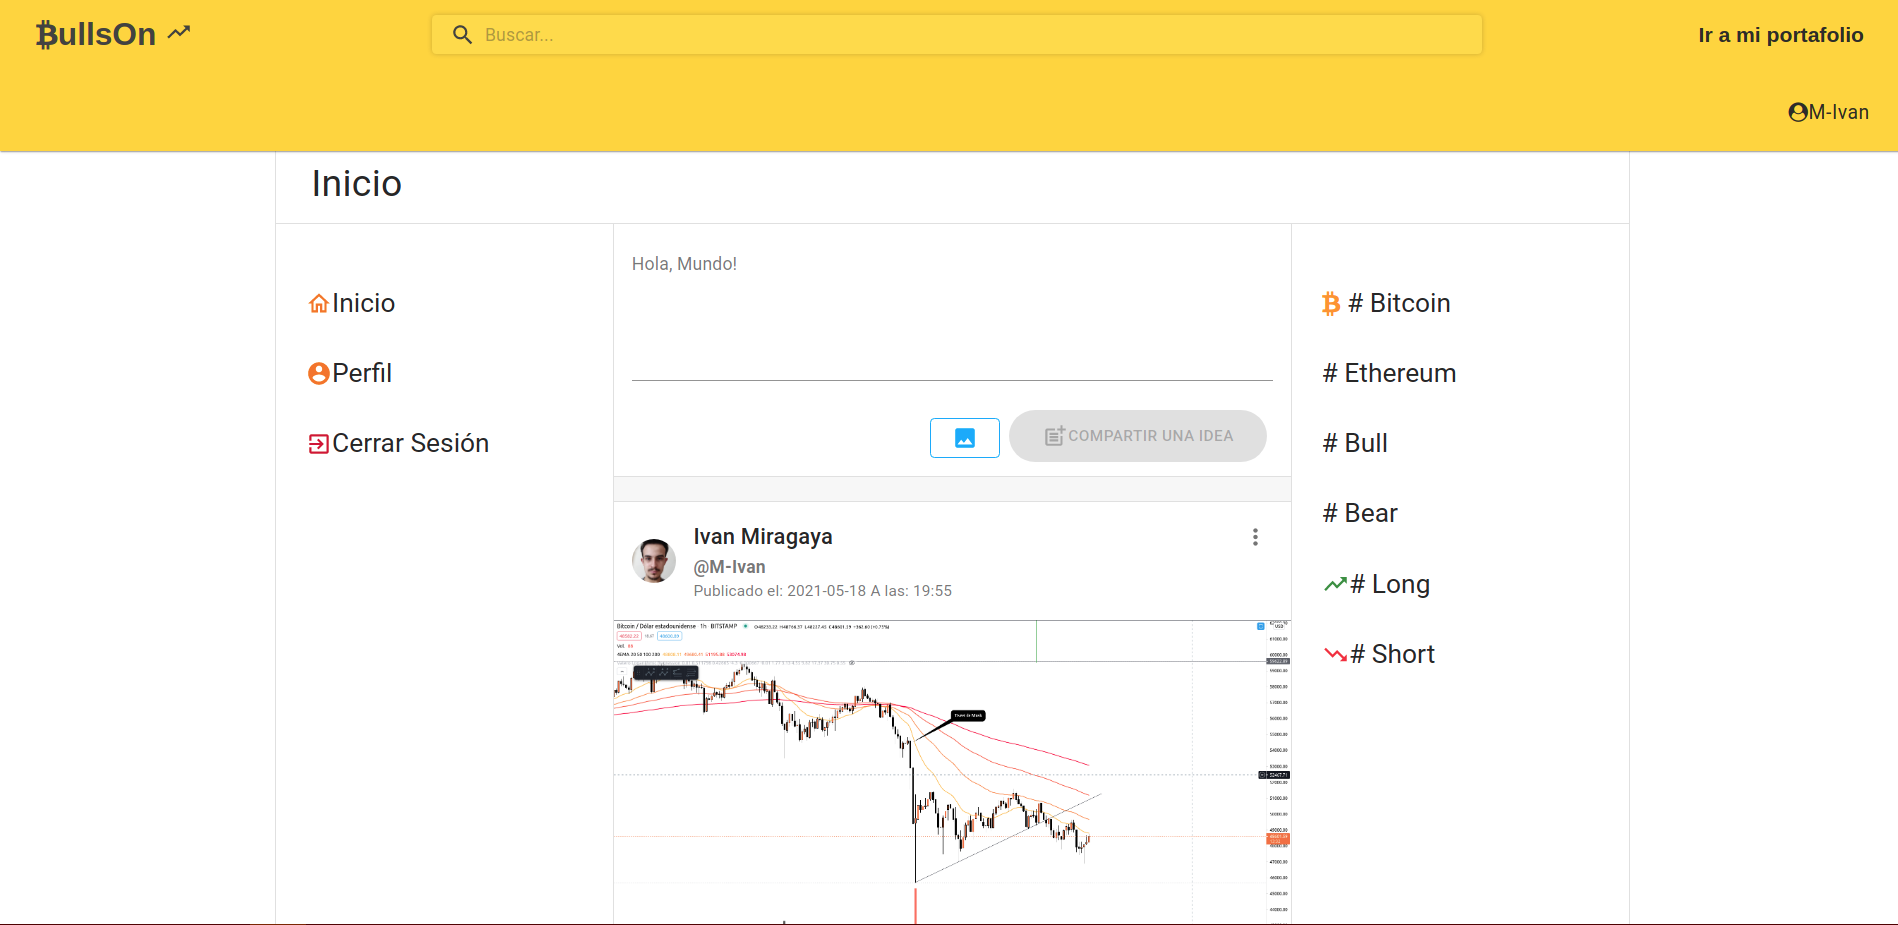 ₿ullsOn
Buscar...
Ir a mi portafolio
M-Ivan
Inicio
Inicio
Perfil
Cerrar Sesión
Hola, Mundo!
COMPARTIR UNA IDEA
Ivan Miragaya
@M-Ivan
Publicado el: 2021-05-18 A las: 19:55
Bitcoin / Dólar estadounidense 1h BITSTAMP
# Bitcoin
# Ethereum
# Bull
# Bear
# Long
# Short